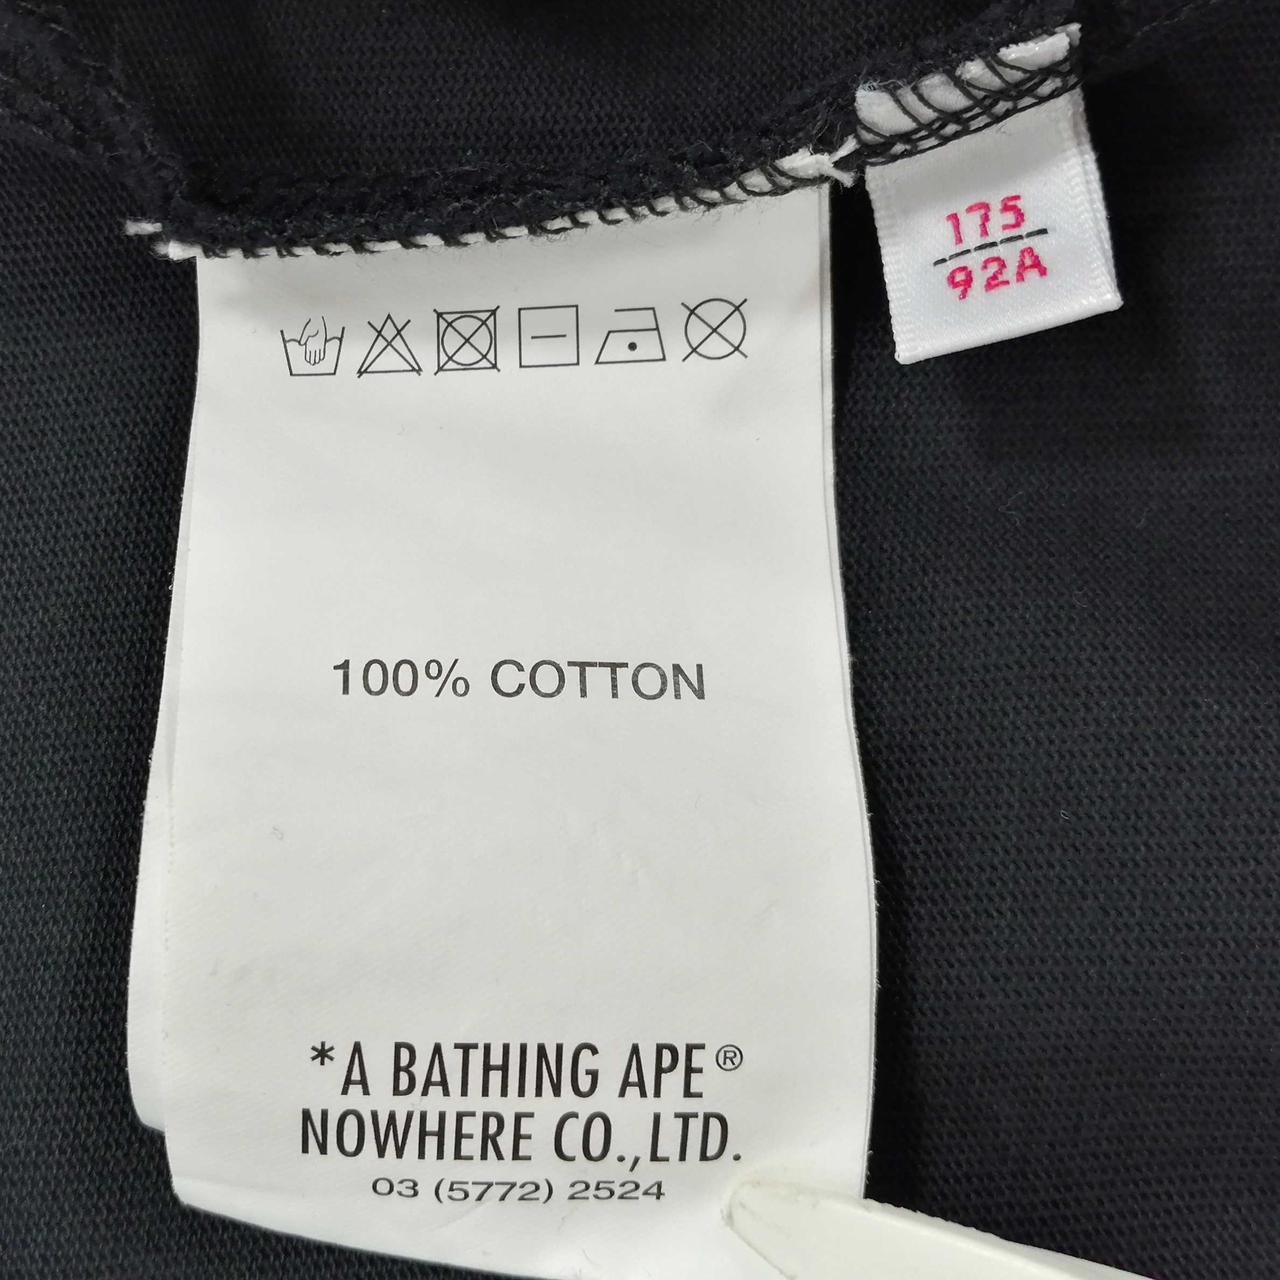 175
92A
100% COTTON
*A BATHING APE®
NOWHERE CO.,LTD.
03 (5772) 2524